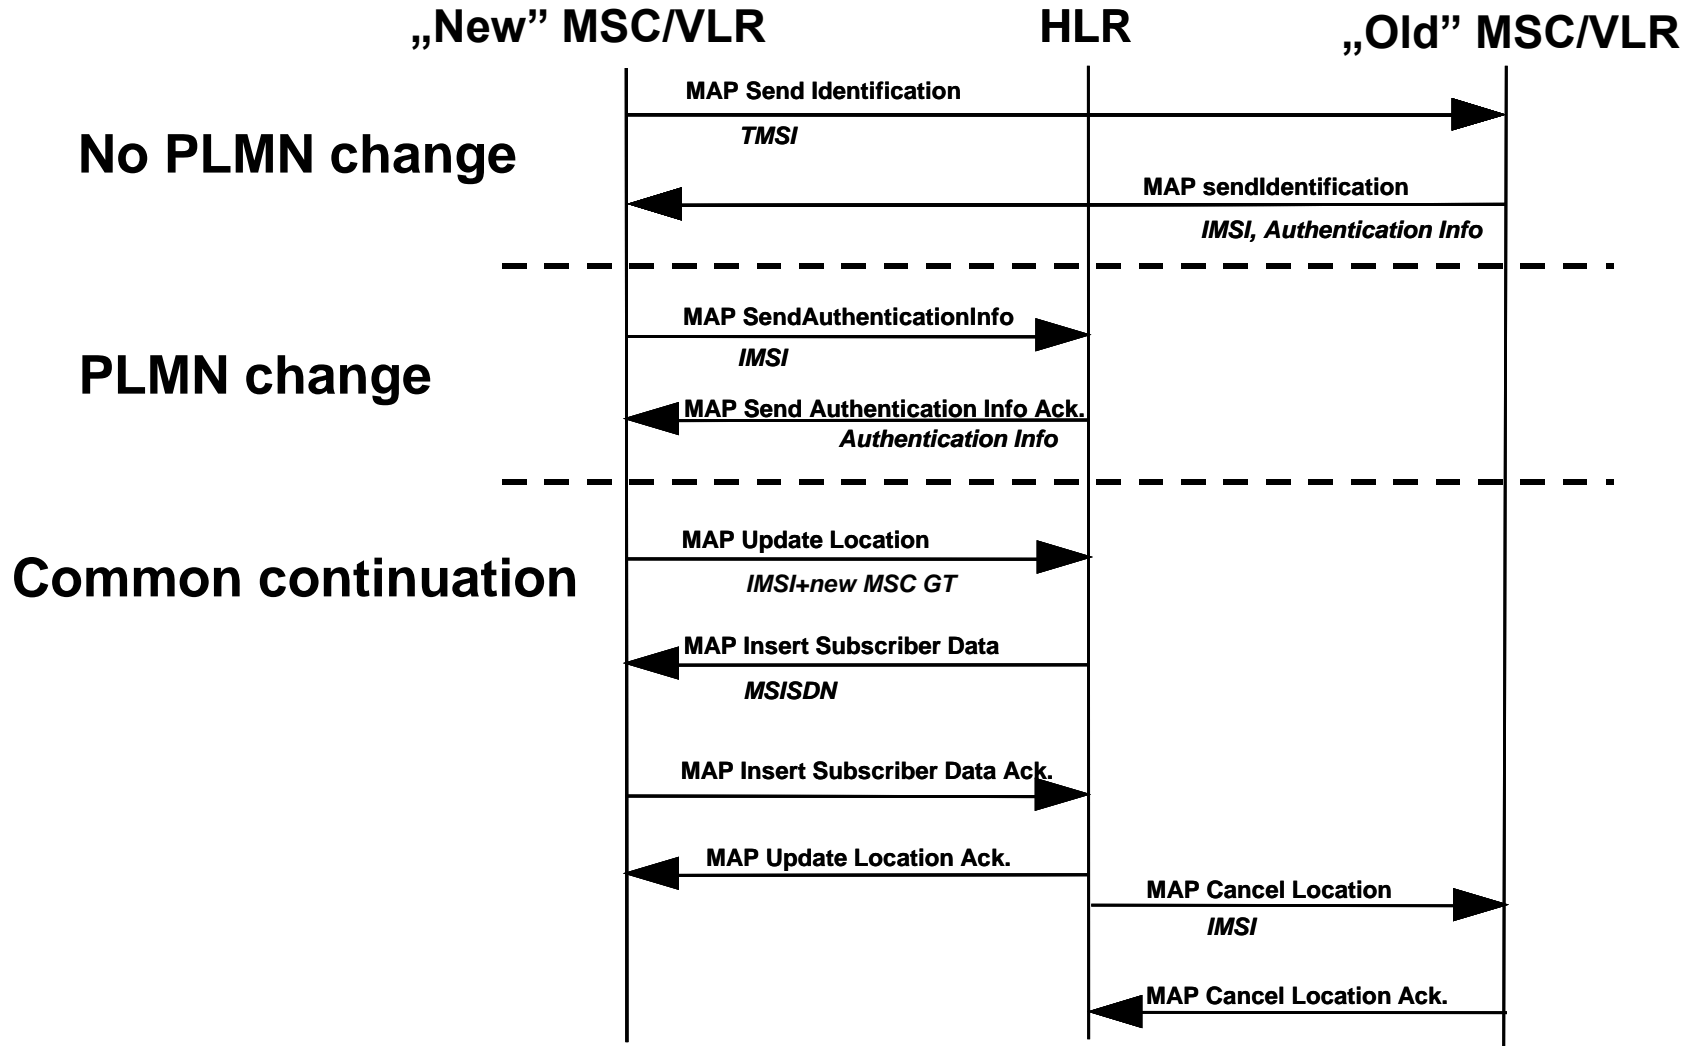 „New” MSC/VLR
HLR
„Old” MSC/VLR
MAP Send Identification
TMSI
No PLMN change
MAP sendIdentification
IMSI, Authentication Info
MAP SendAuthenticationInfo
IMSI
PLMN change
MAP Send Authentication Info Ack.
Authentication Info
MAP Update Location
IMSI+new MSC GT
Common continuation
MAP Insert Subscriber Data
MSISDN
MAP Insert Subscriber Data Ack.
MAP Update Location Ack.
MAP Cancel Location
IMSI
MAP Cancel Location Ack.